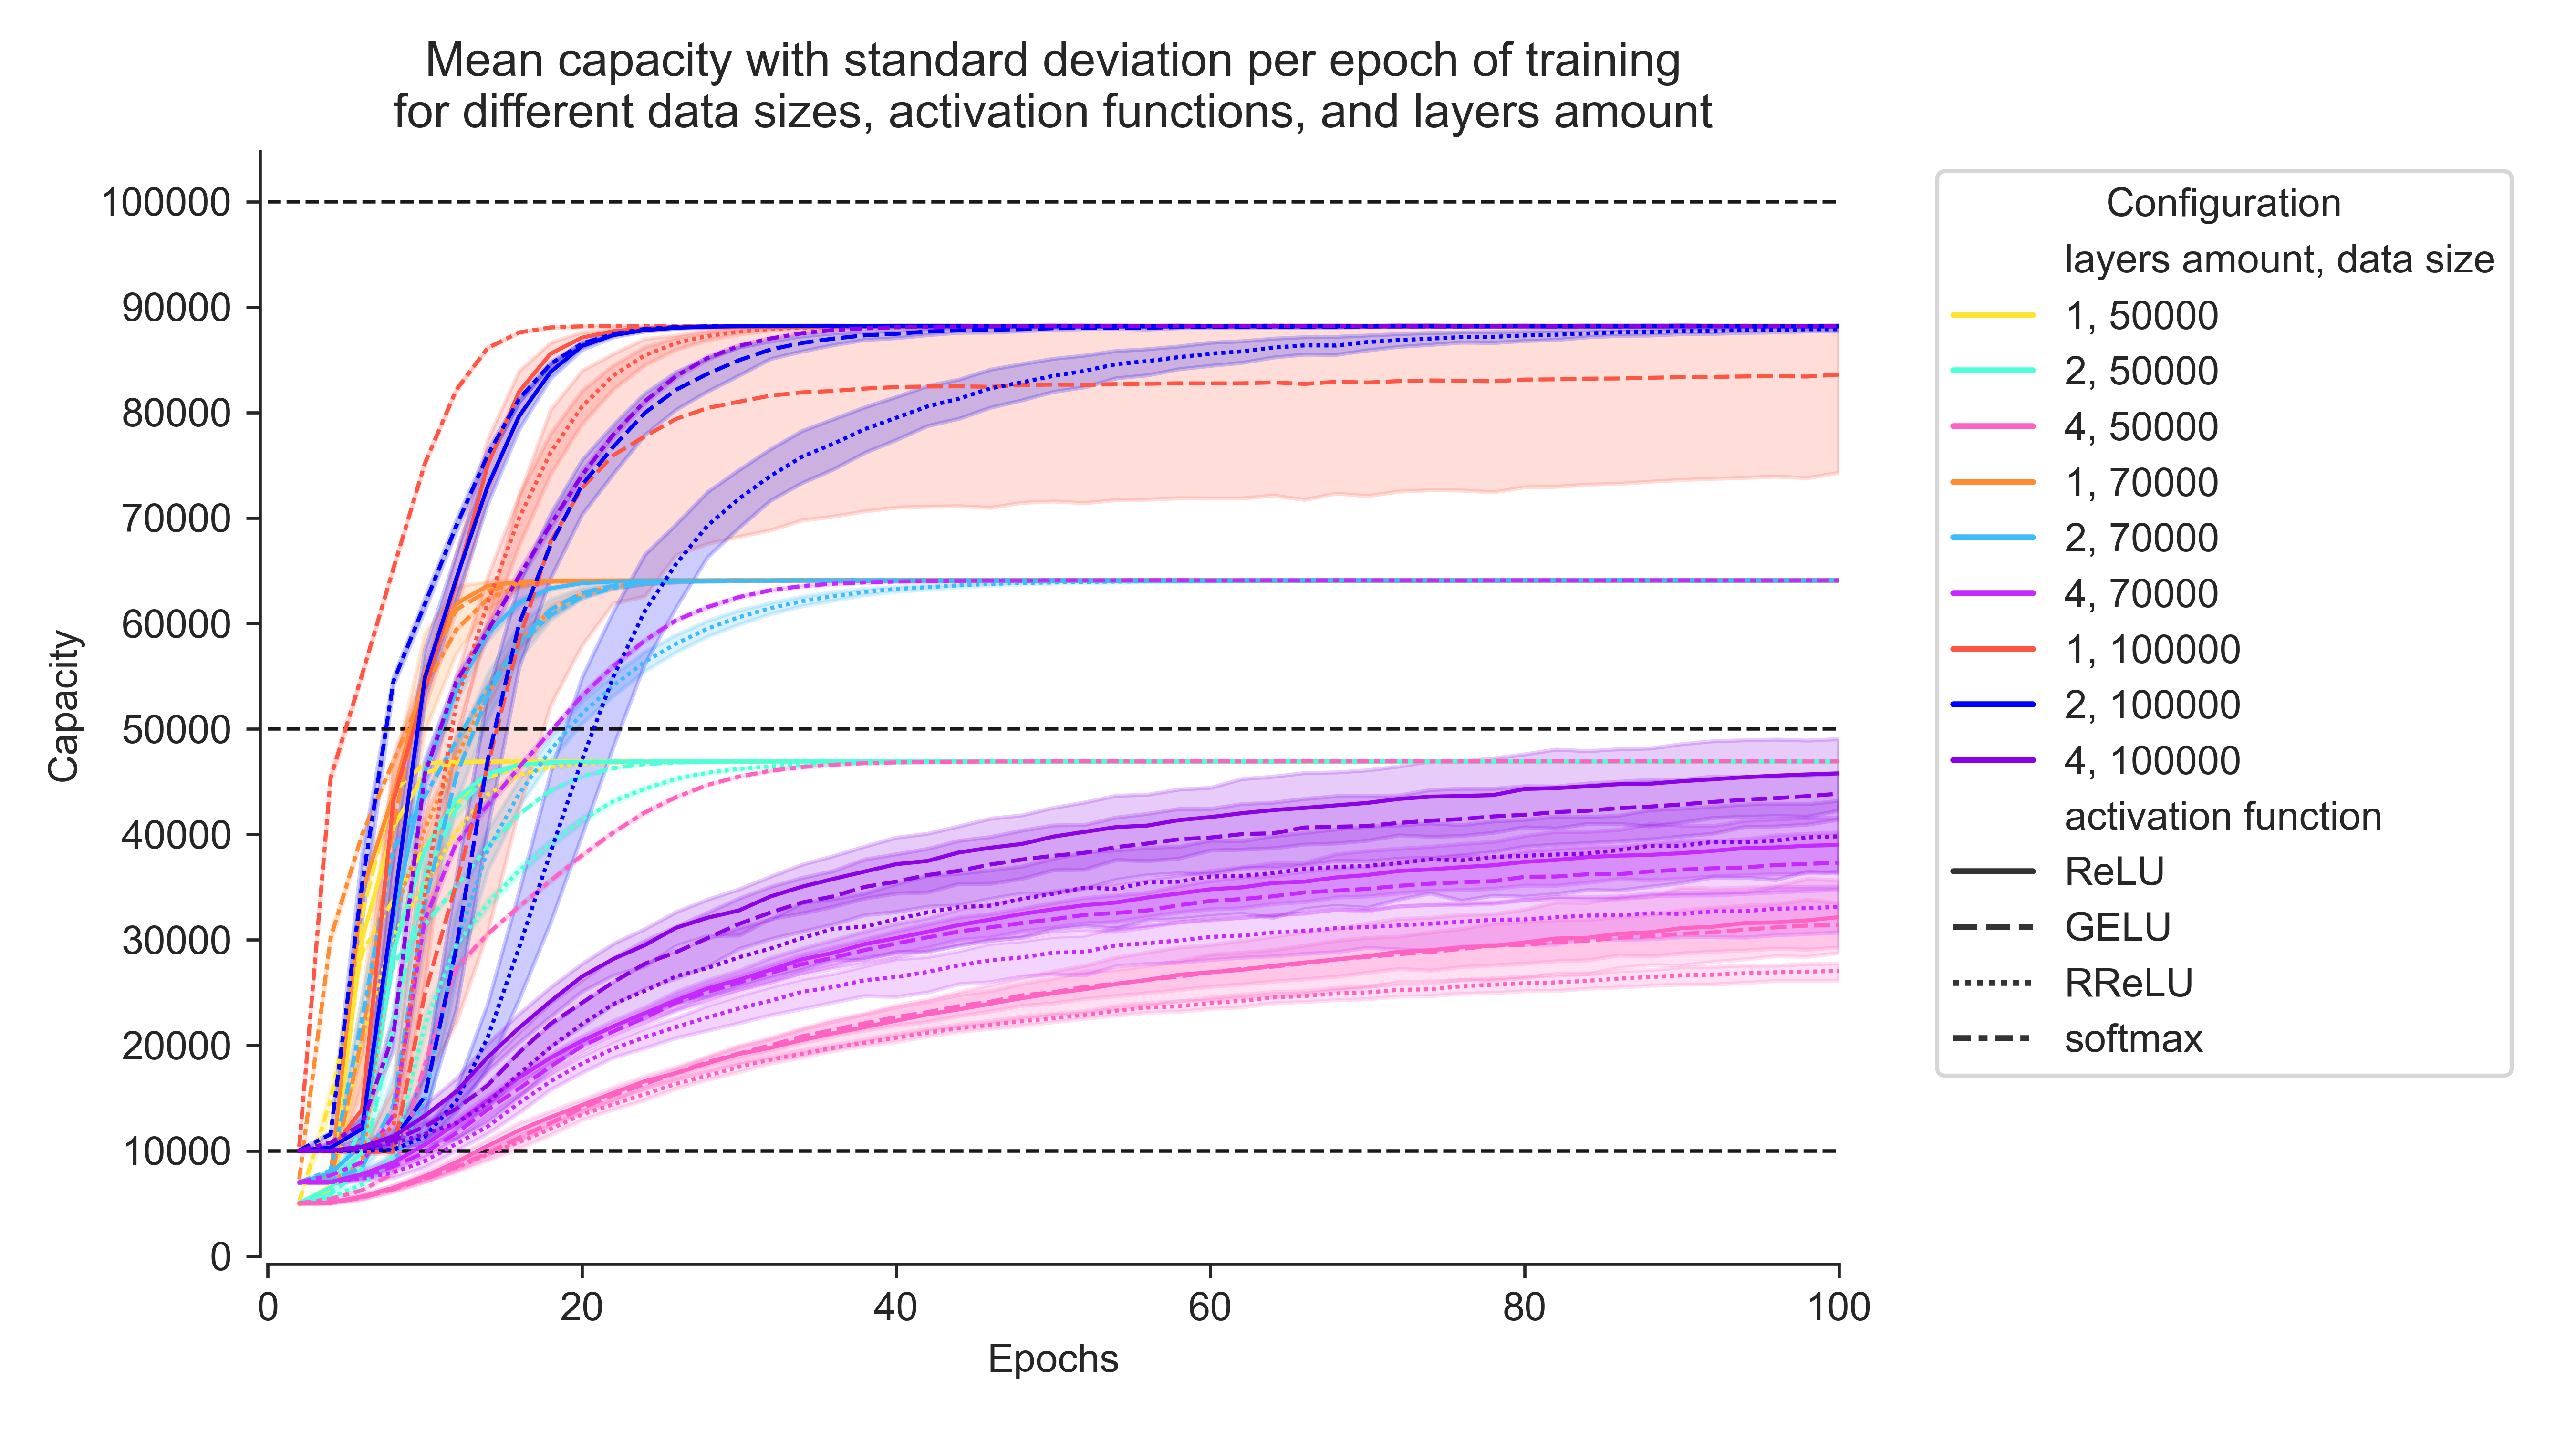 Mean capacity with standard deviation per epoch of training
for different data sizes, activation functions, and layers amount
100000
90000
80000
70000
60000
50000
40000
30000
20000
10000
0
Capacity
0
20
40
60
80
100
Epochs
Configuration
layers amount, data size
1, 50000
2, 50000
4, 50000
1, 70000
2, 70000
4, 70000
1, 100000
2, 100000
4, 100000
activation function
ReLU
GELU
RReLU
softmax